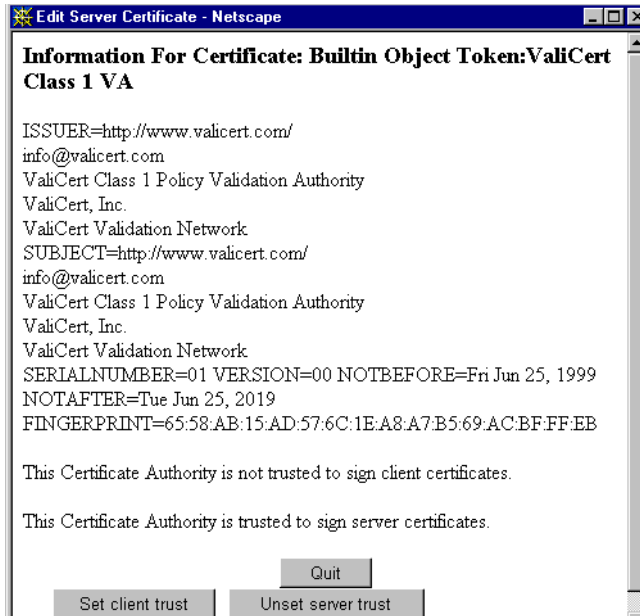 Edit Server Certificate - Netscape
Information For Certificate: Builtin Object Token:ValiCert
Class 1 VA
ISSUER=http://www.valicert.com/
info@valicert.com
ValiCert Class 1 Policy Validation Authority
ValiCert, Inc.
ValiCert Validation Network
SUBJECT=http://www.valicert.com/
info@valicert.com
ValiCert Class 1 Policy Validation Authority
ValiCert, Inc.
ValiCert Validation Network
SERIALNUMBER=01 VERSION=00 NOTBEFORE=Fri Jun 25, 1999
NOTAFTER=Tue Jun 25, 2019
FINGERPRINT=65:58:AB:15:AD:57:6C:1E:A8:A7:B5:69:AC:BF:FF:EB
This Certificate Authority is not trusted to sign client certificates.
This Certificate Authority is trusted to sign server certificates.
Quit
Set client trust
Unset server trust